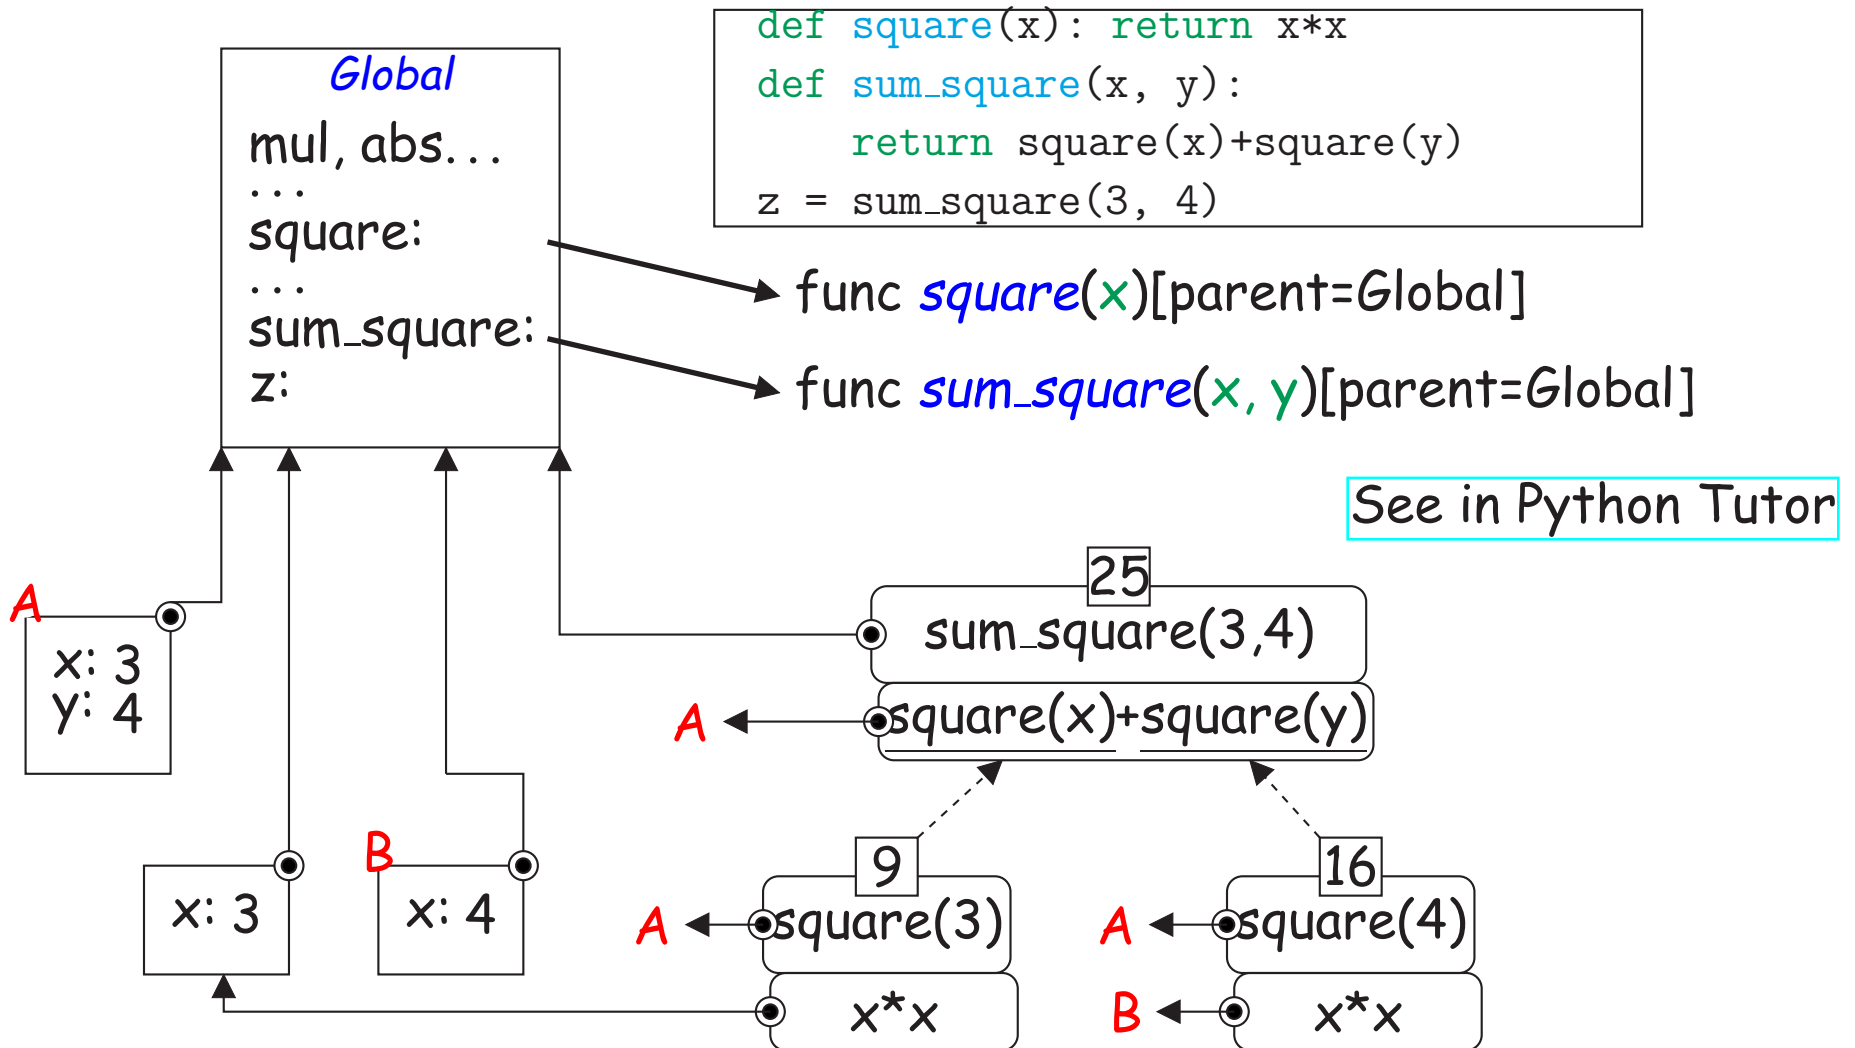 def square(x): return x*x
def sum_square(x, y):
    return square(x)+square(y)
z = sum_square(3, 4)
Global
mul, abs...
...
square:
...
sum_square:
z:
func square(x)[parent=Global]
func sum_square(x, y)[parent=Global]
See in Python Tutor
A
x: 3
y: 4
25
sum_square(3,4)
A
square(x)+square(y)
x: 3
B
x: 4
9
A
square(3)
x*x
16
A
square(4)
B
x*x